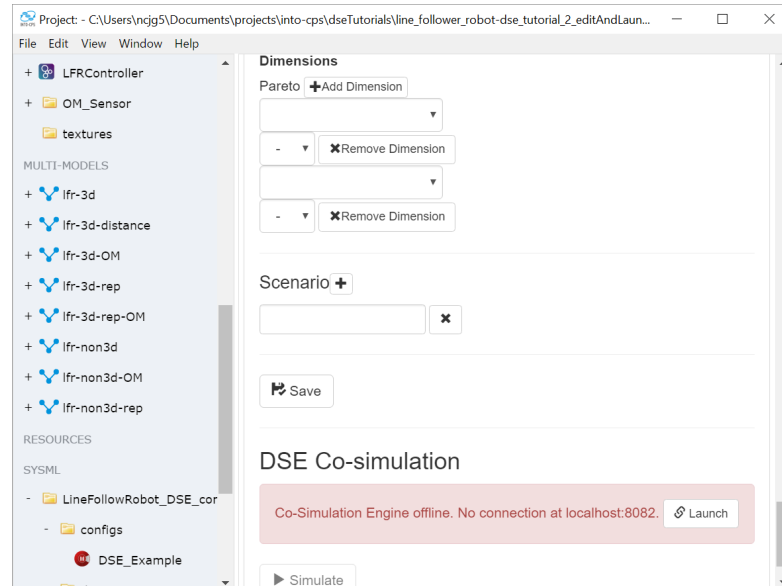 Project: - C:\Users\ncjg5\Documents\projects\into-cps\dseTutorials\line_follower_robot-dse_tutorial_2_editAndLaun...
File Edit View Window Help
+ LFRController
+ OM_Sensor
textures
MULTI-MODELS
+ lfr-3d
+ lfr-3d-distance
+ lfr-3d-OM
+ lfr-3d-rep
+ lfr-3d-rep-OM
+ lfr-non3d
+ lfr-non3d-OM
+ lfr-non3d-rep
RESOURCES
SYSML
- LineFollowRobot_DSE_cor
- configs
DSE_Example
Dimensions
Pareto +Add Dimension
- ×Remove Dimension
- ×Remove Dimension
Scenario +
Save
DSE Co-simulation
Co-Simulation Engine offline. No connection at localhost:8082. Launch
Simulate